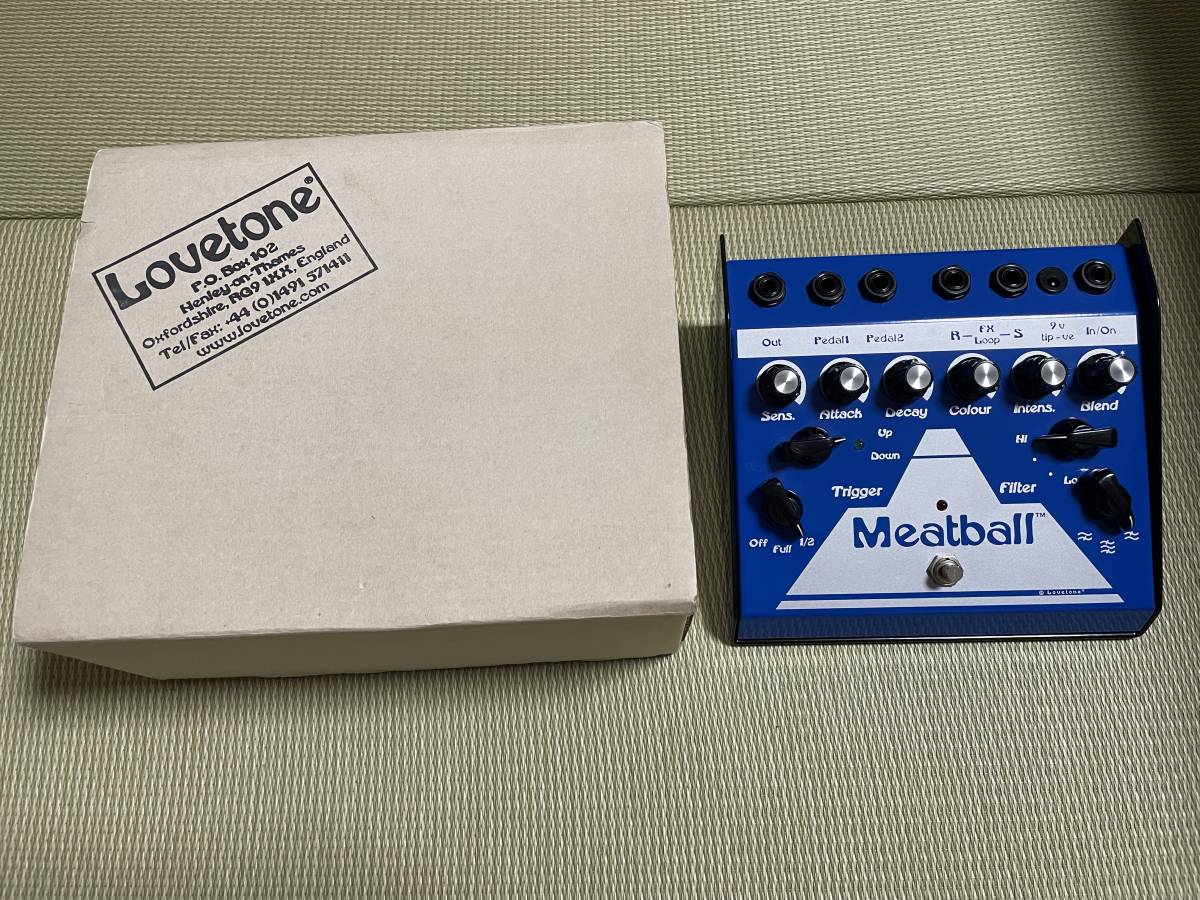 Lovetone®
P.O. Box 102
Henley-on-Thames
Oxfordshire, RG9 1XX, England
Tel/Fax: +44 (0)1491 571411
www.lovetone.com
Out Pedal1 Pedal2 R-FX Loop-S 9v tip-ve In/On
Sens. Attack Decay Colour Intens. Blend
Up
Down
HI
Trigger Filter
Off Full 1/2
Meatball™
© Lovetone®